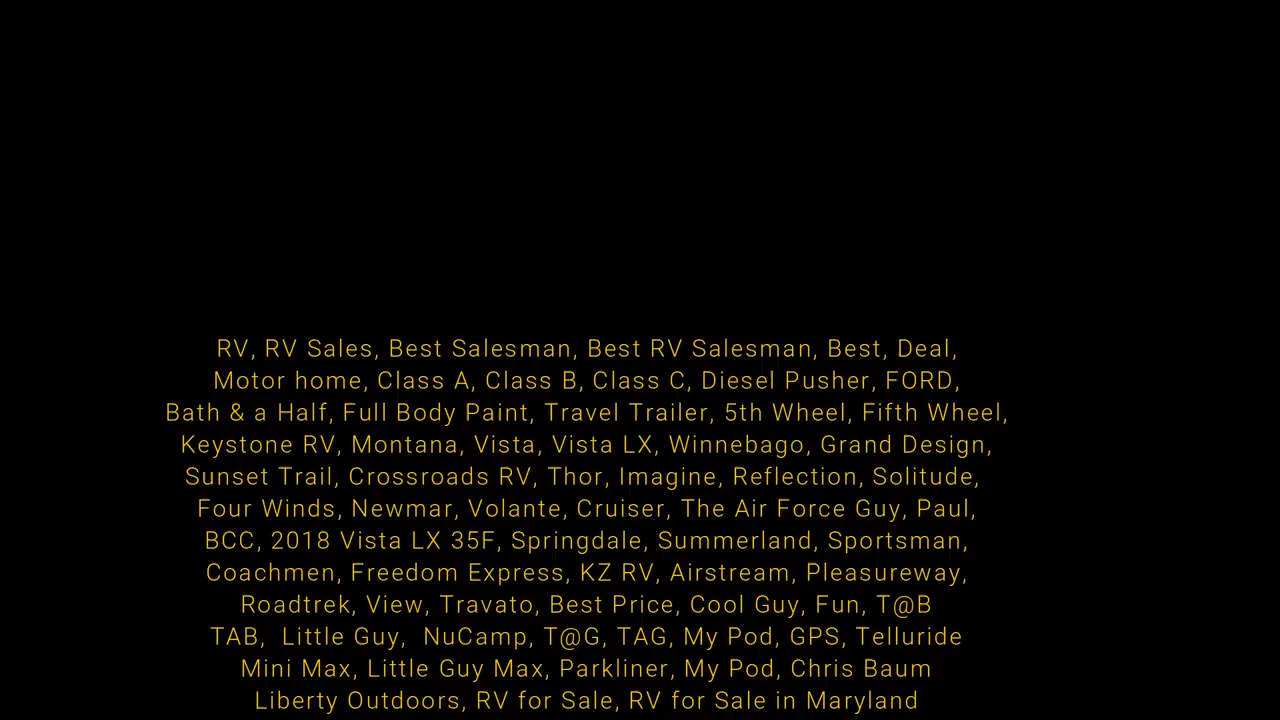 RV, RV Sales, Best Salesman, Best RV Salesman, Best, Deal,
Motor home, Class A, Class B, Class C, Diesel Pusher, FORD,
Bath & a Half, Full Body Paint, Travel Trailer, 5th Wheel, Fifth Wheel,
Keystone RV, Montana, Vista, Vista LX, Winnebago, Grand Design,
Sunset Trail, Crossroads RV, Thor, Imagine, Reflection, Solitude,
Four Winds, Newmar, Volante, Cruiser, The Air Force Guy, Paul,
BCC, 2018 Vista LX 35F, Springdale, Summerland, Sportsman,
Coachmen, Freedom Express, KZ RV, Airstream, Pleasureway,
Roadtrek, View, Travato, Best Price, Cool Guy, Fun, T@B
TAB,  Little Guy,  NuCamp, T@G, TAG, My Pod, GPS, Telluride
Mini Max, Little Guy Max, Parkliner, My Pod, Chris Baum
Liberty Outdoors, RV for Sale, RV for Sale in Maryland